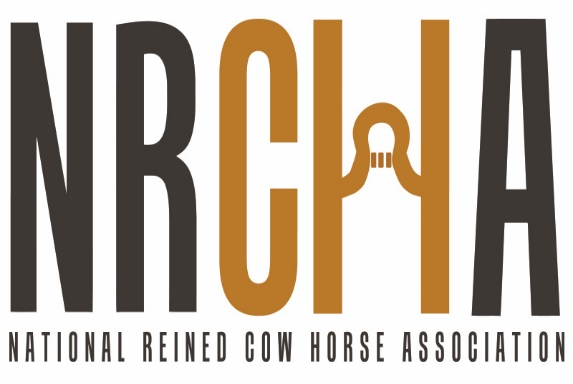 NRCHA
NATIONAL REINED COW HORSE ASSOCIATION